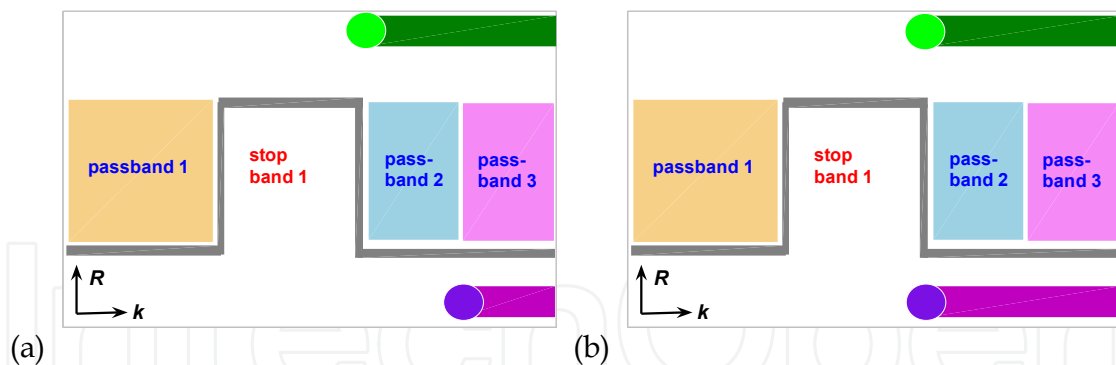 passband 1
stop
band 1
pass-
band 2
pass-
band 3
R
k
(a)
passband 1
stop
band 1
pass-
band 2
pass-
band 3
R
k
(b)
IntechOpen